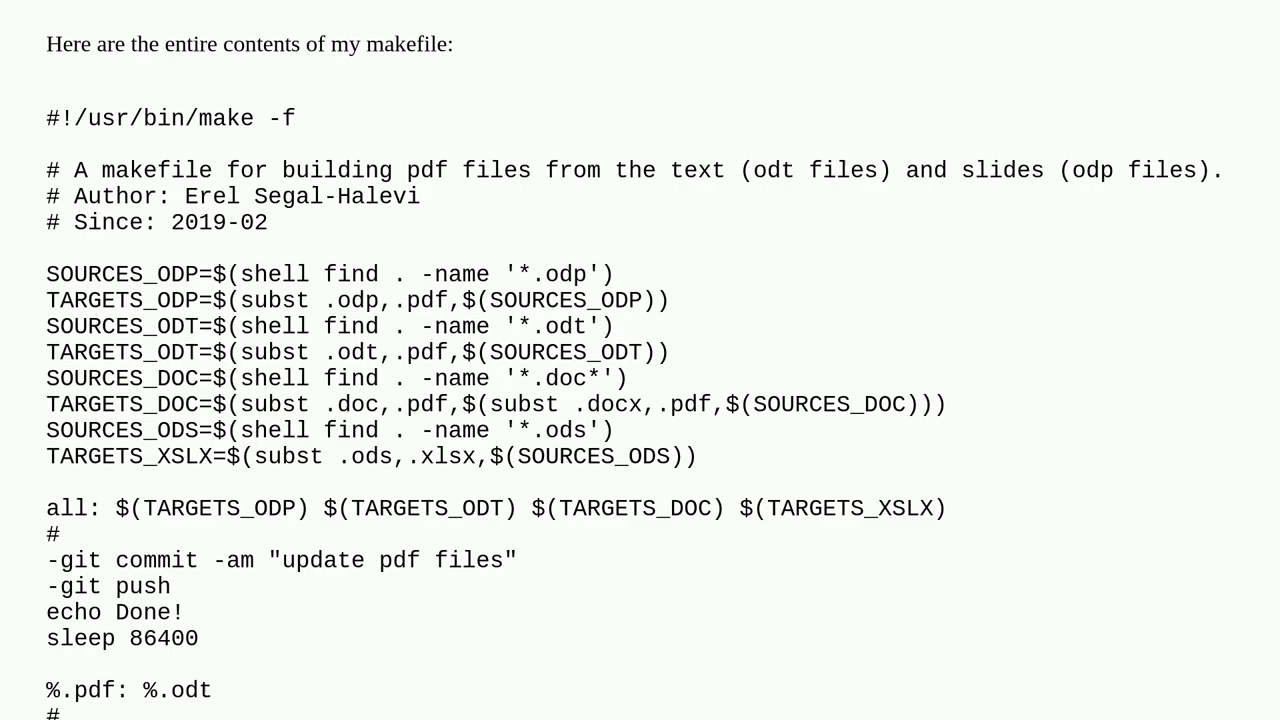 Here are the entire contents of my makefile:
#!/usr/bin/make -f
# A makefile for building pdf files from the text (odt files) and slides (odp files).
# Author: Erel Segal-Halevi
# Since: 2019-02
SOURCES_ODP=$(shell find . -name '*.odp')
TARGETS_ODP=$(subst .odp,.pdf,$(SOURCES_ODP))
SOURCES_ODT=$(shell find . -name '*.odt')
TARGETS_ODT=$(subst .odt,.pdf,$(SOURCES_ODT))
SOURCES_DOC=$(shell find . -name '*.doc*')
TARGETS_DOC=$(subst .doc,.pdf,$(subst .docx,.pdf,$(SOURCES_DOC)))
SOURCES_ODS=$(shell find . -name '*.ods')
TARGETS_XSLX=$(subst .ods,.xlsx,$(SOURCES_ODS))
all: $(TARGETS_ODP) $(TARGETS_ODT) $(TARGETS_DOC) $(TARGETS_XSLX)
#
-git commit -am "update pdf files"
-git push
echo Done!
sleep 86400
%.pdf: %.odt
#